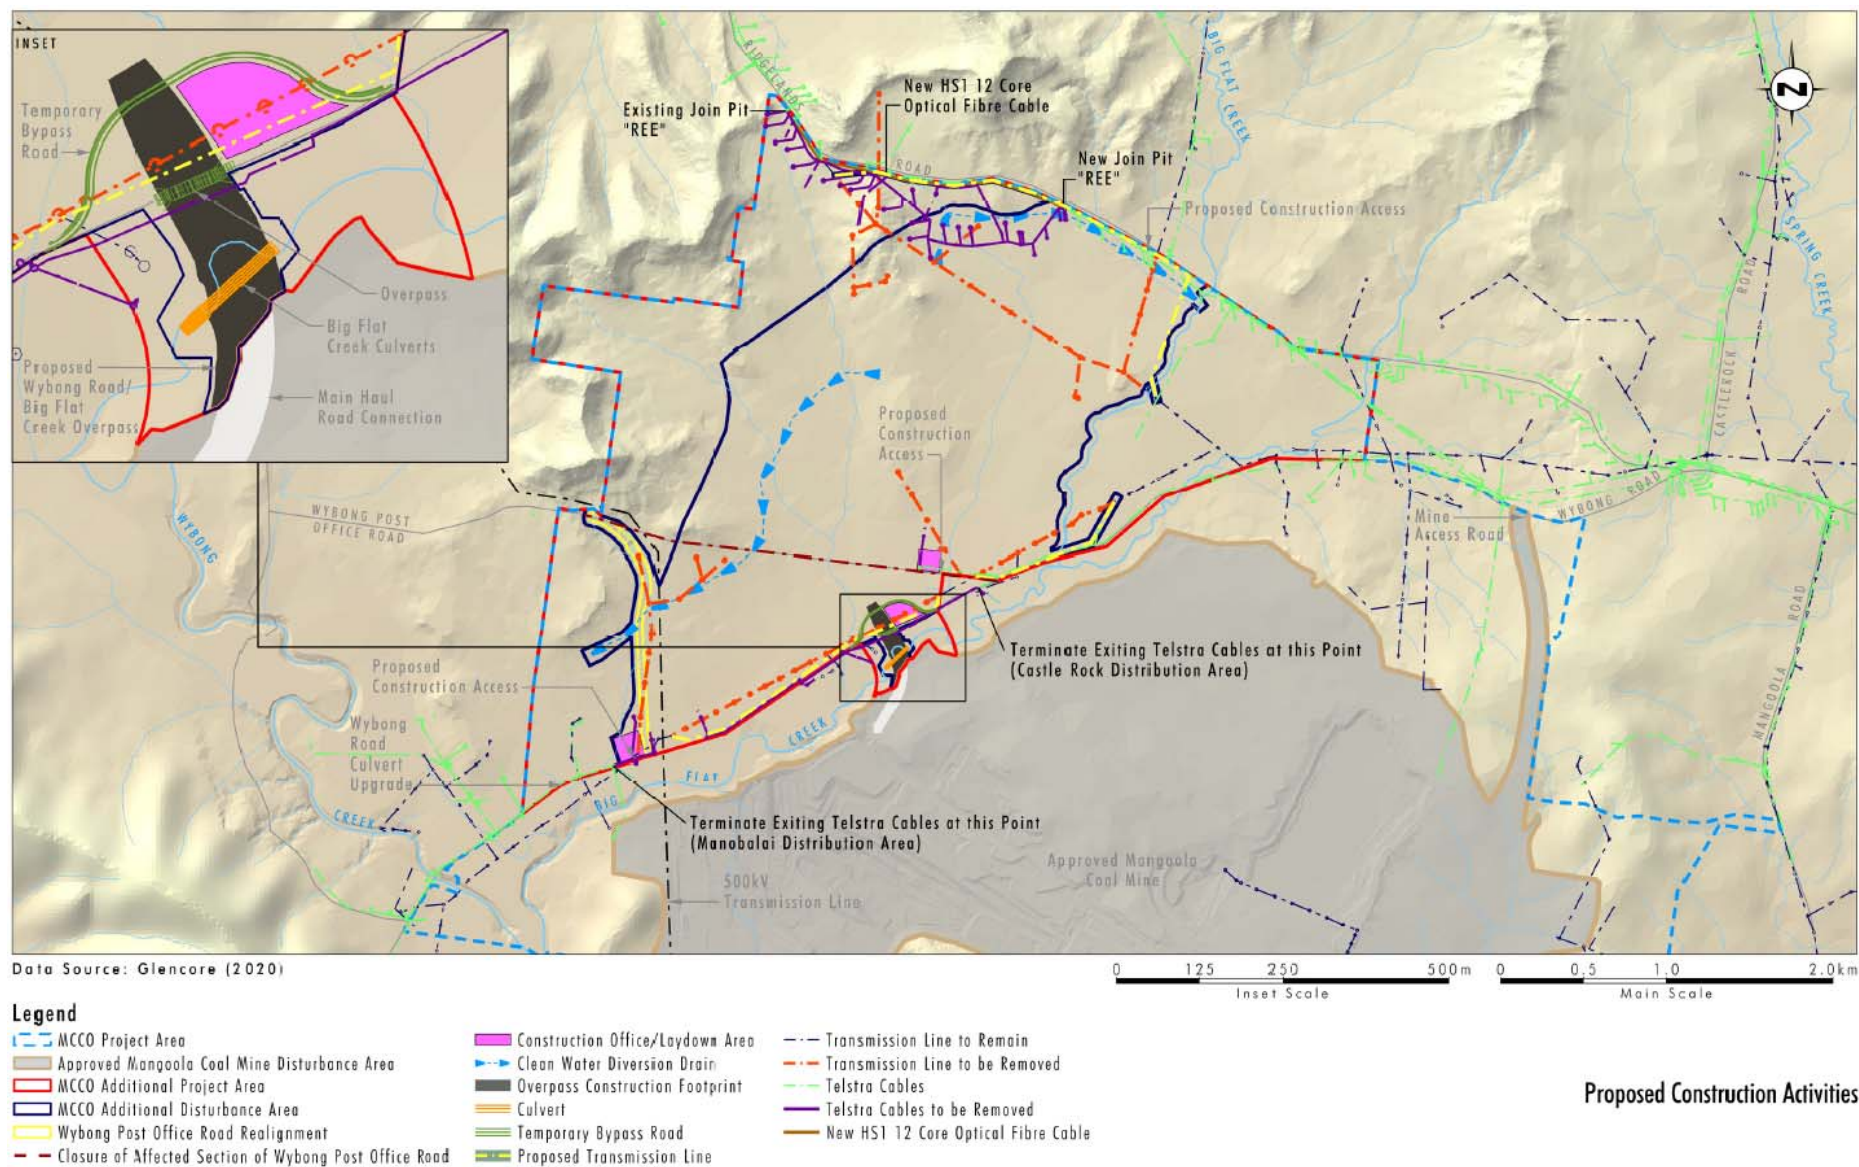 INSET
Temporary
Bypass
Road
Overpass
Big Flat
Creek Culverts
Proposed
Wybong Road/
Big Flat
Creek Overpass
Main Haul
Road Connection
RIDGELANDS
ROAD
Existing Join Pit
"REE"
New HS1 12 Core
Optical Fibre Cable
BIG FLAT CREEK
New Join Pit
"REE"
Proposed Construction Access
N
SPRING CREEK
CASTLEROCK
ROAD
Proposed
Construction
Access
WYBONG POST
OFFICE ROAD
WYBONG
Mine
Access Road
WYBONG ROAD
MANGOOLA
ROAD
Terminate Exiting Telstra Cables at this Point
(Castle Rock Distribution Area)
Proposed
Construction Access
Wybong
Road
Culvert
Upgrade
CREEK
FLAT
BIG
CREEK
Terminate Exiting Telstra Cables at this Point
(Manobalai Distribution Area)
500kV
Transmission Line
Approved Mangoola
Coal Mine
Data Source: Glencore (2020)
0 125 250 500m
Inset Scale
0 0.5 1.0 2.0km
Main Scale
Legend
MCCO Project Area
Approved Mangoola Coal Mine Disturbance Area
MCCO Additional Project Area
MCCO Additional Disturbance Area
Wybong Post Office Road Realignment
Closure of Affected Section of Wybong Post Office Road
Construction Office/Laydown Area
Clean Water Diversion Drain
Overpass Construction Footprint
Culvert
Temporary Bypass Road
Proposed Transmission Line
Transmission Line to Remain
Transmission Line to be Removed
Telstra Cables
Telstra Cables to be Removed
New HS1 12 Core Optical Fibre Cable
Proposed Construction Activities